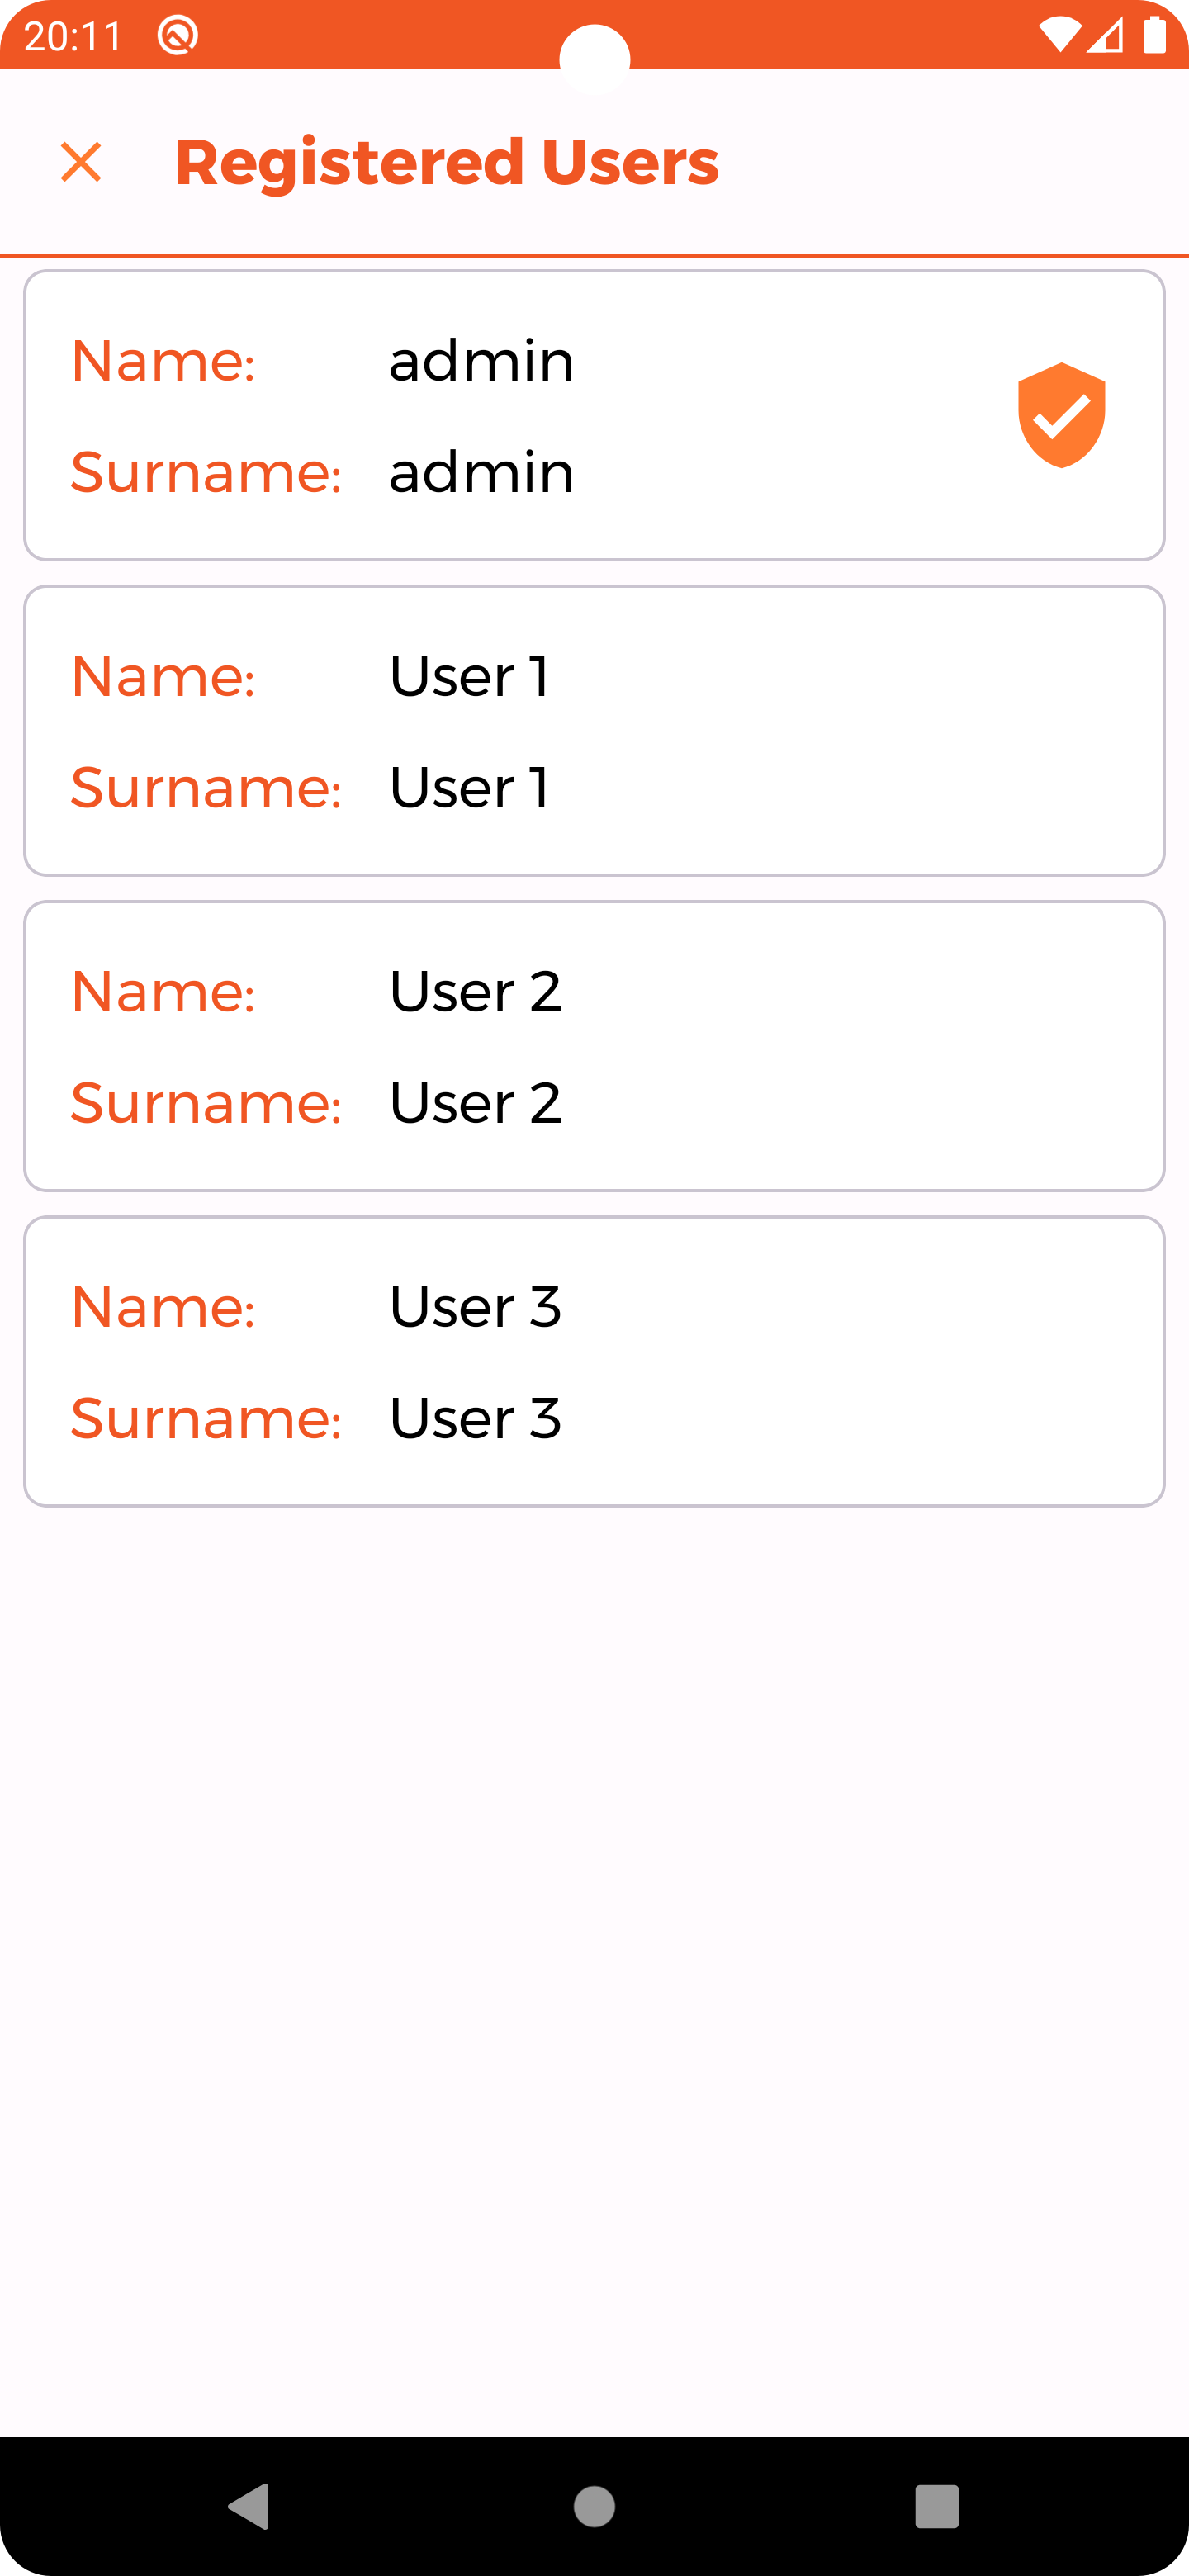 20:11
Registered Users
Name: admin
Surname: admin
Name: User 1
Surname: User 1
Name: User 2
Surname: User 2
Name: User 3
Surname: User 3